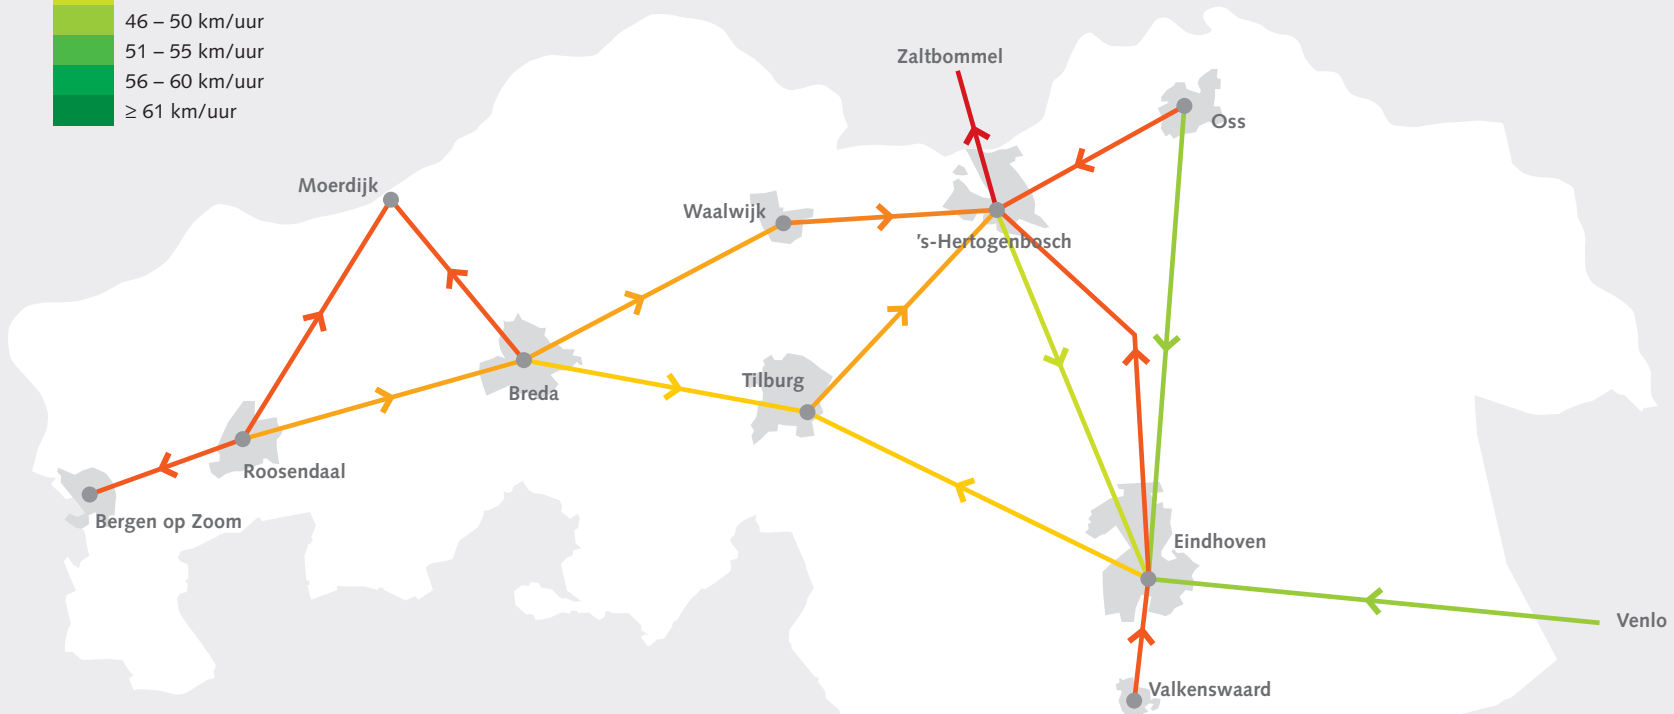 46 – 50 km/uur
51 – 55 km/uur
56 – 60 km/uur
≥ 61 km/uur
Zaltbommel
Oss
Moerdijk
Waalwijk
's-Hertogenbosch
Tilburg
Breda
Roosendaal
Bergen op Zoom
Eindhoven
Venlo
Valkenswaard